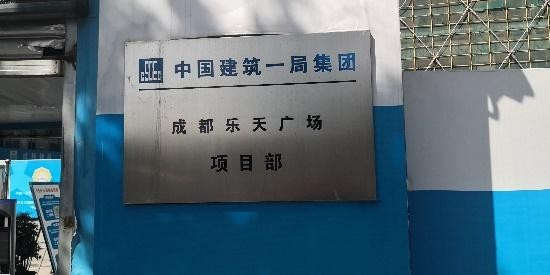 中国建筑一局集团
成都乐天广场
项目部